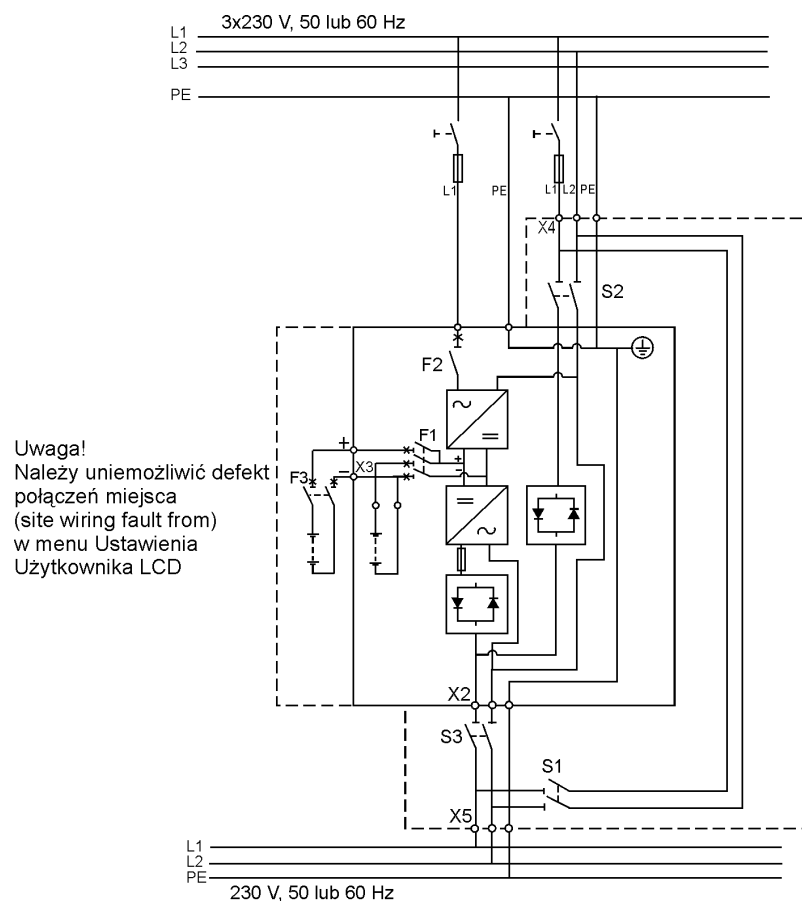 3x230 V, 50 lub 60 Hz
L1
L2
L3
PE
L1
PE
L1
L2
PE
X4
S2
F2
F1
+
+
X3
−
−
F3
Uwaga!
Należy uniemożliwić defekt
połączeń miejsca
(site wiring fault from)
w menu Ustawienia
Użytkownika LCD
X2
S3
S1
X5
L1
L2
PE
230 V, 50 lub 60 Hz